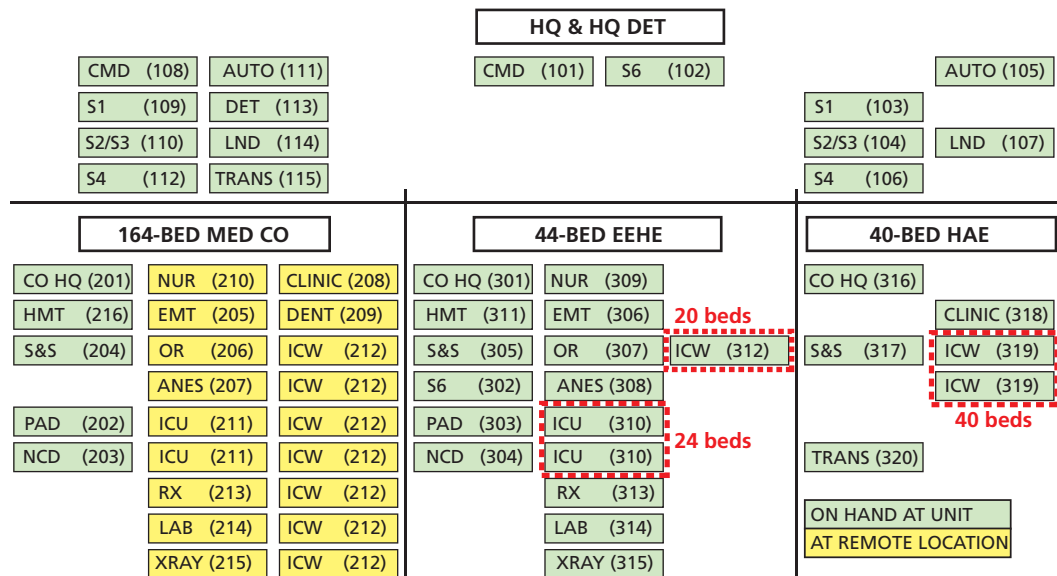 HQ & HQ DET
CMD (108) AUTO (111) CMD (101) S6 (102) AUTO (105)
S1 (109) DET (113) S1 (103)
S2/S3 (110) LND (114) S2/S3 (104) LND (107)
S4 (112) TRANS (115) S4 (106)
164-BED MED CO 44-BED EEHE 40-BED HAE
CO HQ (201) NUR (210) CLINIC (208) CO HQ (301) NUR (309) CO HQ (316)
HMT (216) EMT (205) DENT (209) HMT (311) EMT (306) 20 beds CLINIC (318)
S&S (204) OR (206) ICW (212) S&S (305) OR (307) ICW (312) S&S (317) ICW (319)
ANES (207) ICW (212) S6 (302) ANES (308) ICW (319)
PAD (202) ICU (211) ICW (212) PAD (303) ICU (310) 40 beds
24 beds
NCD (203) ICU (211) ICW (212) NCD (304) ICU (310) TRANS (320)
RX (213) ICW (212) RX (313)
LAB (214) ICW (212) LAB (314) ON HAND AT UNIT
XRAY (215) ICW (212) XRAY (315) AT REMOTE LOCATION